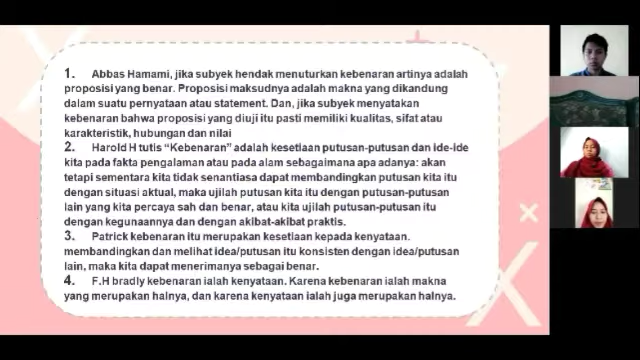 1. Abbas Hamami, jika subyek hendak menuturkan kebenaran artinya adalah
proposisi yang benar. Proposisi maksudnya adalah makna yang dikandung
dalam suatu pernyataan atau statement. Dan, jika subyek menyatakan
kebenaran bahwa proposisi yang diuji itu pasti memiliki kualitas, sifat atau
karakteristik, hubungan dan nilai
2. Harold H tutis “Kebenaran” adalah kesetiaan putusan-putusan dan ide-ide
kita pada fakta pengalaman atau pada alam sebagaimana apa adanya: akan
tetapi sementara kita tidak senantiasa dapat membandingkan putusan kita itu
dengan situasi aktual, maka ujilah putusan kita itu dengan putusan-putusan
lain yang kita percaya sah dan benar, atau kita ujilah putusan-putusan itu
dengan kegunaannya dan dengan akibat-akibat praktis.
3. Patrick kebenaran itu merupakan kesetiaan kepada kenyataan.
membandingkan dan melihat idea/putusan itu konsisten dengan idea/putusan
lain, maka kita dapat menerimanya sebagai benar.
4. F.H bradly kebenaran ialah kenyataan. Karena kebenaran ialah makna
yang merupakan halnya, dan karena kenyataan ialah juga merupakan halnya.